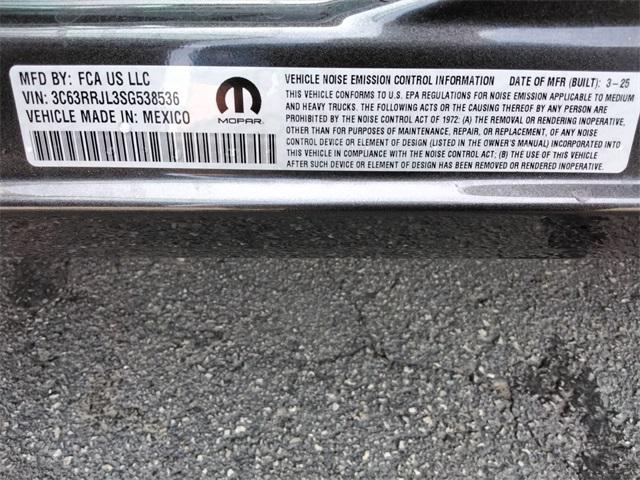 MFD BY: FCA US LLC
VIN: 3C63RRJL3SG538536
VEHICLE MADE IN: MEXICO
MOPAR
VEHICLE NOISE EMISSION CONTROL INFORMATION DATE OF MFR (BUILT): 3-25
THIS VEHICLE CONFORMS TO U.S. EPA REGULATIONS FOR NOISE EMISSION APPLICABLE TO MEDIUM
AND HEAVY TRUCKS. THE FOLLOWING ACTS OR THE CAUSING THEREOF BY ANY PERSON ARE
PROHIBITED BY THE NOISE CONTROL ACT OF 1972: (A) THE REMOVAL OR RENDERING INOPERATIVE,
OTHER THAN FOR PURPOSES OF MAINTENANCE, REPAIR, OR REPLACEMENT, OF ANY NOISE
CONTROL DEVICE OR ELEMENT OF DESIGN (LISTED IN THE OWNER'S MANUAL) INCORPORATED INTO
THIS VEHICLE IN COMPLIANCE WITH THE NOISE CONTROL ACT; (B) THE USE OF THIS VEHICLE
AFTER SUCH DEVICE OR ELEMENT OF DESIGN HAS BEEN REMOVED OR RENDERED INOPERATIVE.